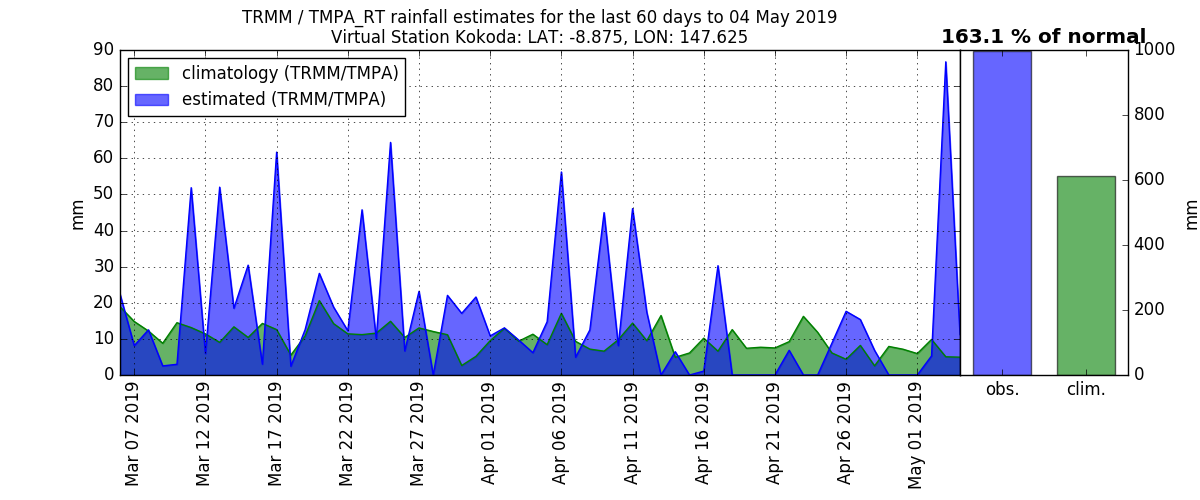 TRMM / TMPA_RT rainfall estimates for the last 60 days to 04 May 2019
Virtual Station Kokoda: LAT: -8.875, LON: 147.625
163.1 % of normal
climatology (TRMM/TMPA)
estimated (TRMM/TMPA)
90
80
70
60
50
40
30
20
10
0
mm
Mar 07 2019
Mar 12 2019
Mar 17 2019
Mar 22 2019
Mar 27 2019
Apr 01 2019
Apr 06 2019
Apr 11 2019
Apr 16 2019
Apr 21 2019
Apr 26 2019
May 01 2019
obs.
clim.
1000
800
600
400
200
0
mm